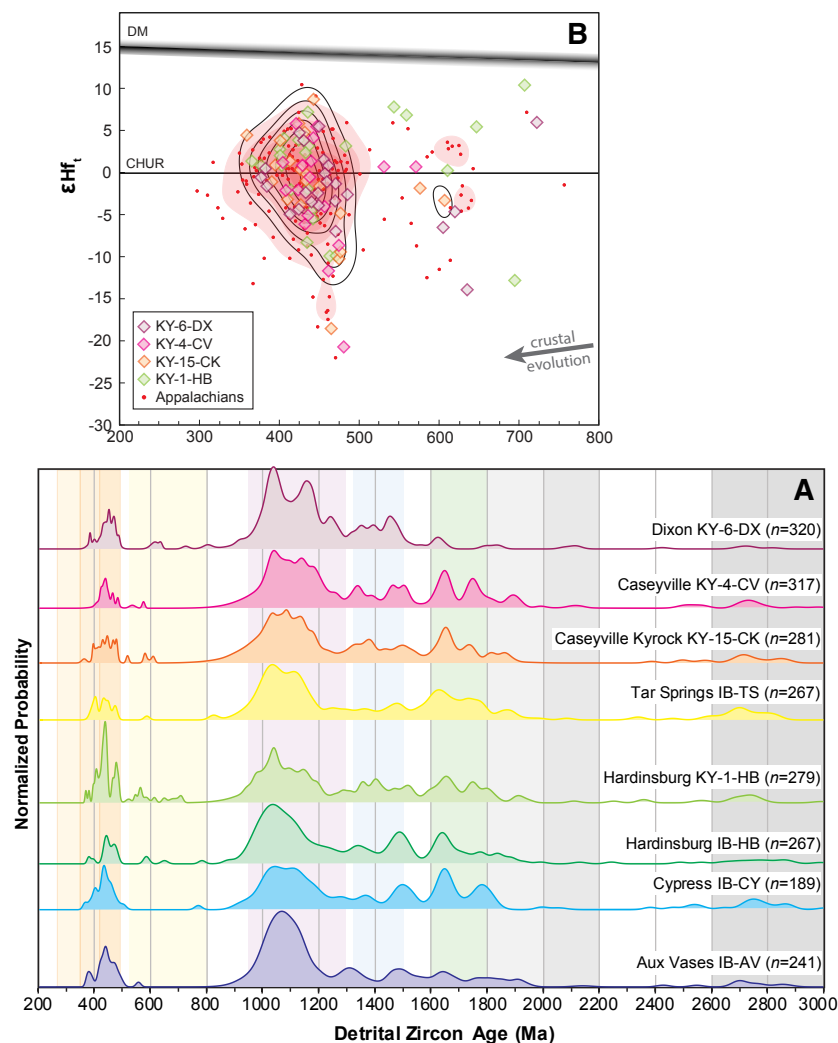 B
DM
15
10
5
CHUR
0
εHf t
-5
-10
-15
-20
-25
-30
KY-6-DX
KY-4-CV
KY-15-CK
KY-1-HB
Appalachians
crustal
evolution
200 300 400 500 600 700 800
A
Dixon KY-6-DX (n=320)
Caseyville KY-4-CV (n=317)
Caseyville Kyrock KY-15-CK (n=281)
Tar Springs IB-TS (n=267)
Normalized Probability
Hardinsburg KY-1-HB (n=279)
Hardinsburg IB-HB (n=267)
Cypress IB-CY (n=189)
Aux Vases IB-AV (n=241)
200 400 600 800 1000 1200 1400 1600 1800 2000 2200 2400 2600 2800 3000
Detrital Zircon Age (Ma)